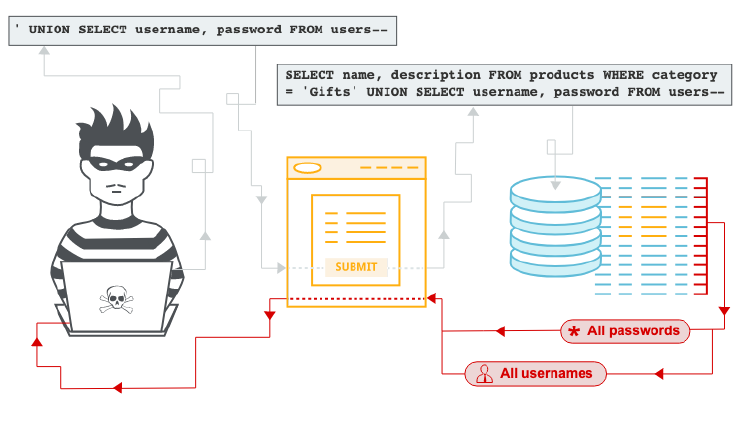 ' UNION SELECT username, password FROM users--
SELECT name, description FROM products WHERE category
= 'Gifts' UNION SELECT username, password FROM users--
SUBMIT
* All passwords
All usernames